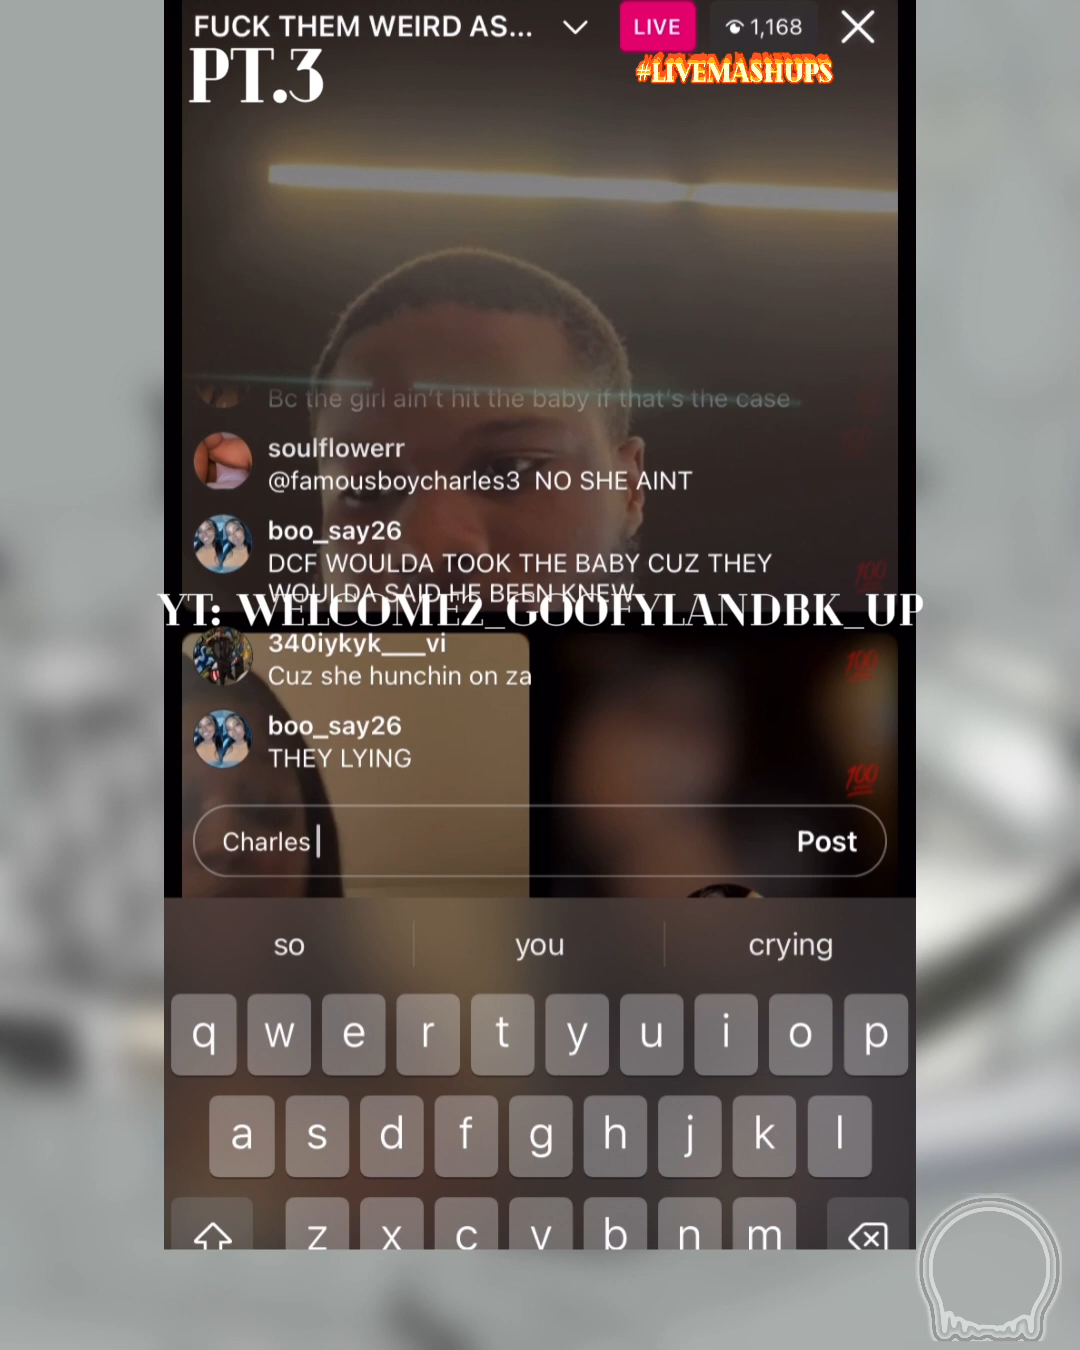 FUCK THEM WEIRD AS...
LIVE
1,168
PT.3
#LIVEMASHUPS
Bc the girl ain't hit the baby if that's the case
soulflowerr
@famousboycharles3 NO SHE AINT
boo_say26
DCF WOULDA TOOK THE BABY CUZ THEY
WOULDA SAID HE BEEN KNEW
YT: WELCOME2_GOOFYLANDBK_UP
340iykyk___vi
Cuz she hunchin on za
boo_say26
THEY LYING
Charles
Post
so you crying
q w e r t y u i o p
a s d f g h j k l
z x c v b n m